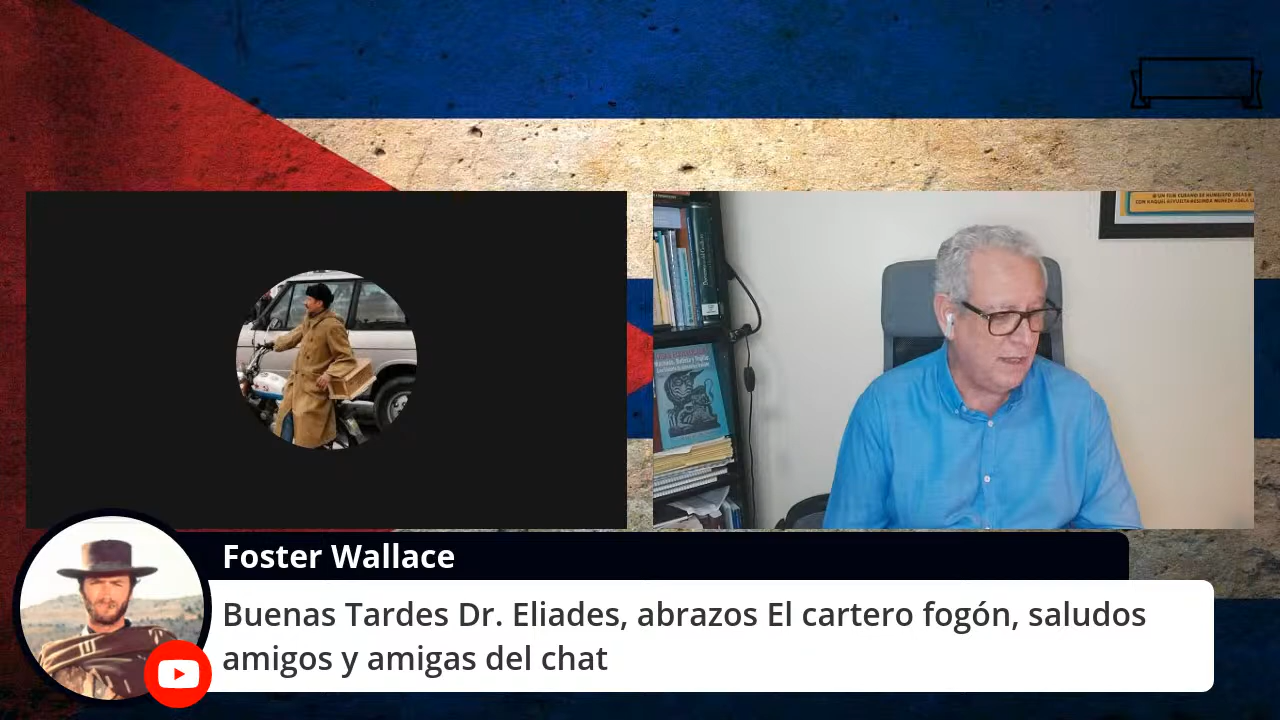 Foster Wallace
Buenas Tardes Dr. Eliades, abrazos El cartero fogón, saludos
amigos y amigas del chat